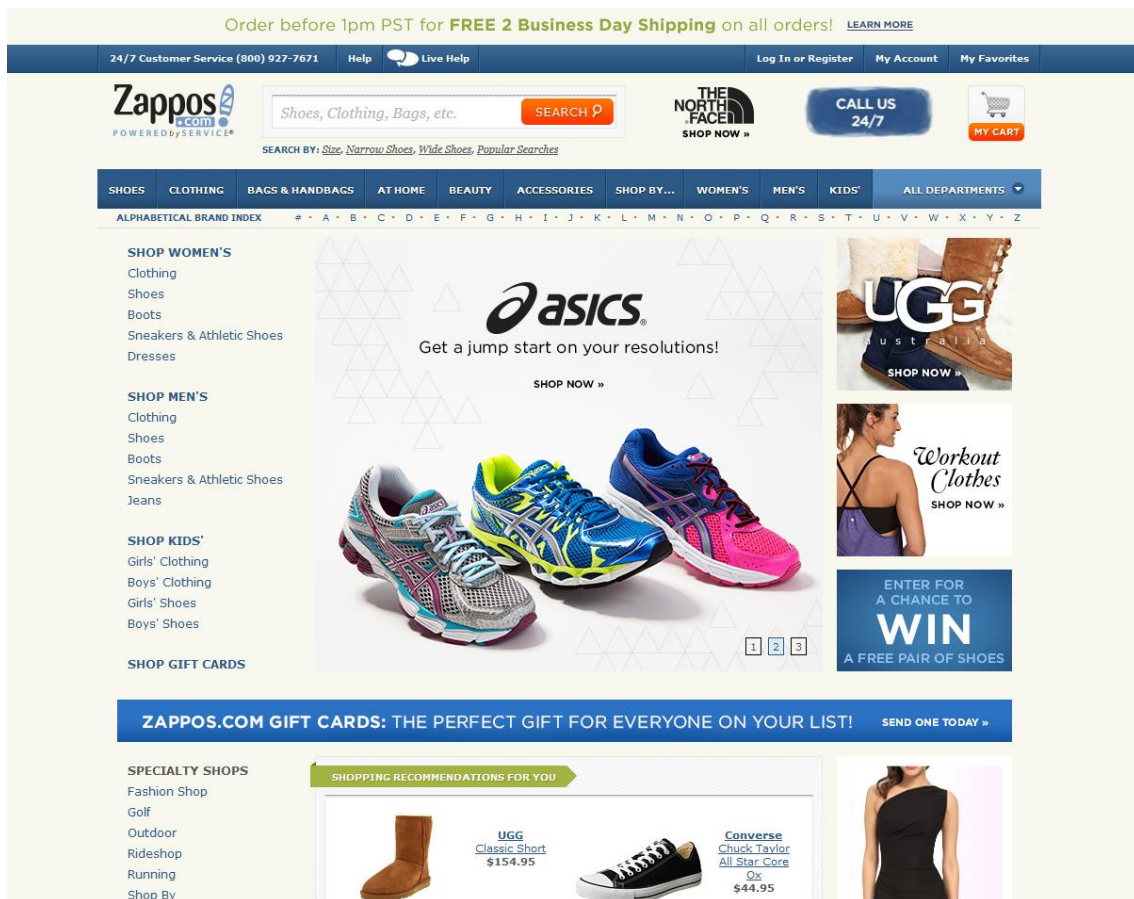 Order before 1pm PST for FREE 2 Business Day Shipping on all orders! LEARN MORE
24/7 Customer Service (800) 927-7671 Help Live Help Log In or Register My Account My Favorites
Zappos
.com
POWERED by SERVICE®
Shoes, Clothing, Bags, etc. SEARCH
SEARCH BY: Size, Narrow Shoes, Wide Shoes, Popular Searches
THE
NORTH
FACE
SHOP NOW »
CALL US
24/7
MY CART
SHOES CLOTHING BAGS & HANDBAGS AT HOME BEAUTY ACCESSORIES SHOP BY... WOMEN'S MEN'S KIDS' ALL DEPARTMENTS
ALPHABETICAL BRAND INDEX # • A • B • C • D • E • F • G • H • I • J • K • L • M • N • O • P • Q • R • S • T • U • V • W • X • Y • Z
SHOP WOMEN'S
Clothing
Shoes
Boots
Sneakers & Athletic Shoes
Dresses
SHOP MEN'S
Clothing
Shoes
Boots
Sneakers & Athletic Shoes
Jeans
SHOP KIDS'
Girls' Clothing
Boys' Clothing
Girls' Shoes
Boys' Shoes
SHOP GIFT CARDS
asics®
Get a jump start on your resolutions!
SHOP NOW »
asics
1 2 3
UGG
australia
SHOP NOW »
Workout
Clothes
SHOP NOW »
ENTER FOR
A CHANCE TO
WIN
A FREE PAIR OF SHOES
ZAPPOS.COM GIFT CARDS: THE PERFECT GIFT FOR EVERYONE ON YOUR LIST! SEND ONE TODAY »
SPECIALTY SHOPS
Fashion Shop
Golf
Outdoor
Rideshop
Running
Shop By
SHOPPING RECOMMENDATIONS FOR YOU
UGG
Classic Short
$154.95
Converse
Chuck Taylor
All Star Core
Ox
$44.95